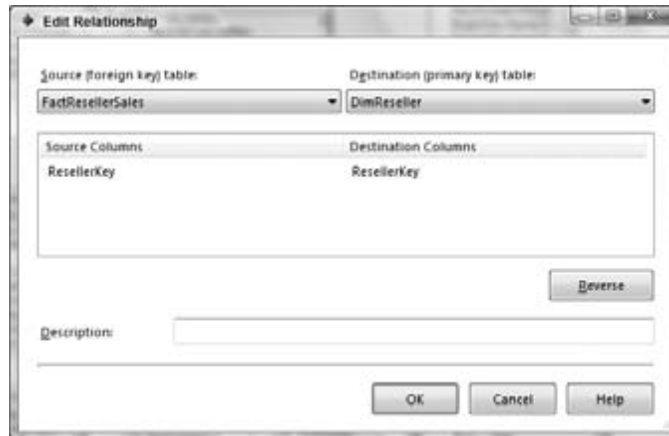 Edit Relationship
Source (foreign key) table: Destination (primary key) table:
FactResellerSales DimReseller
Source Columns Destination Columns
ResellerKey ResellerKey
Reverse
Description:
OK Cancel Help